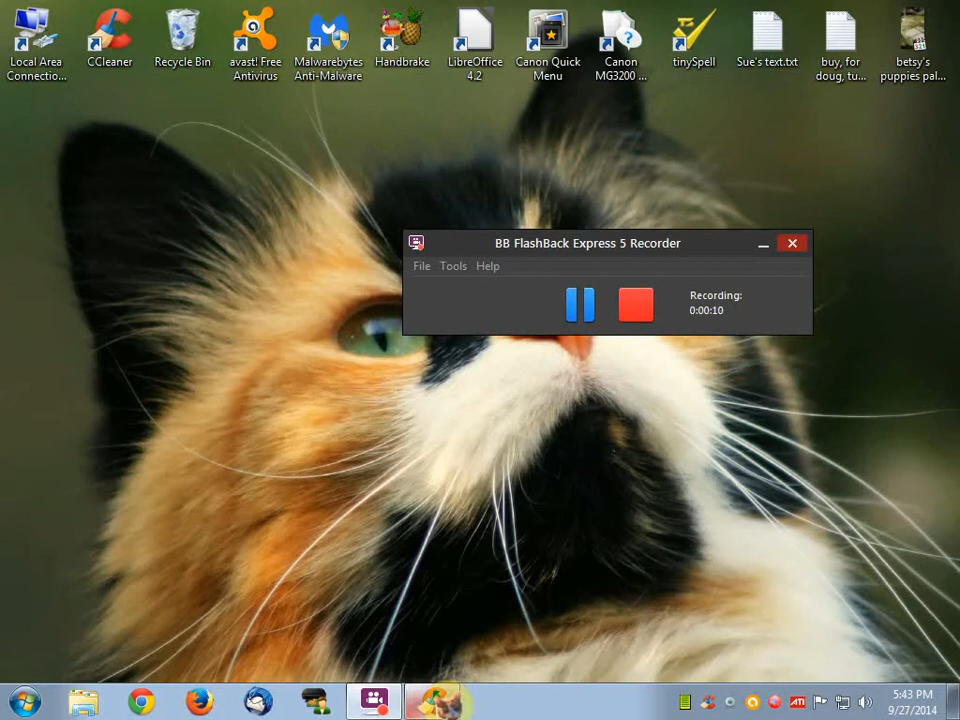 Local Area
Connectio...
CCleaner
Recycle Bin
avast! Free
Antivirus
Malwarebytes
Anti-Malware
Handbrake
LibreOffice
4.2
Canon Quick
Menu
Canon
MG3200 ...
tinySpell
Sue's text.txt
buy, for
doug, tu...
betsy's
puppies pal...
BB FlashBack Express 5 Recorder
File Tools Help
Recording:
0:00:10
ATI
5:43 PM
9/27/2014